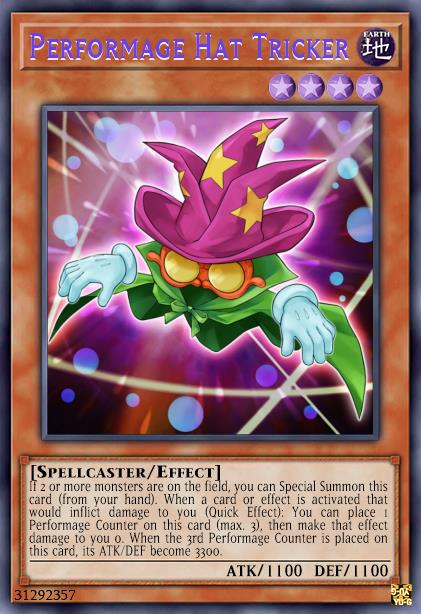 Performage Hat Tricker
EARTH
地
[Spellcaster/Effect]
If 2 or more monsters are on the field, you can Special Summon this
card (from your hand). When a card or effect is activated that
would inflict damage to you (Quick Effect): You can place 1
Performage Counter on this card (max. 3), then make that effect
damage to you 0. When the 3rd Performage Counter is placed on
this card, its ATK/DEF become 3300.
ATK/1100 DEF/1100
31292357